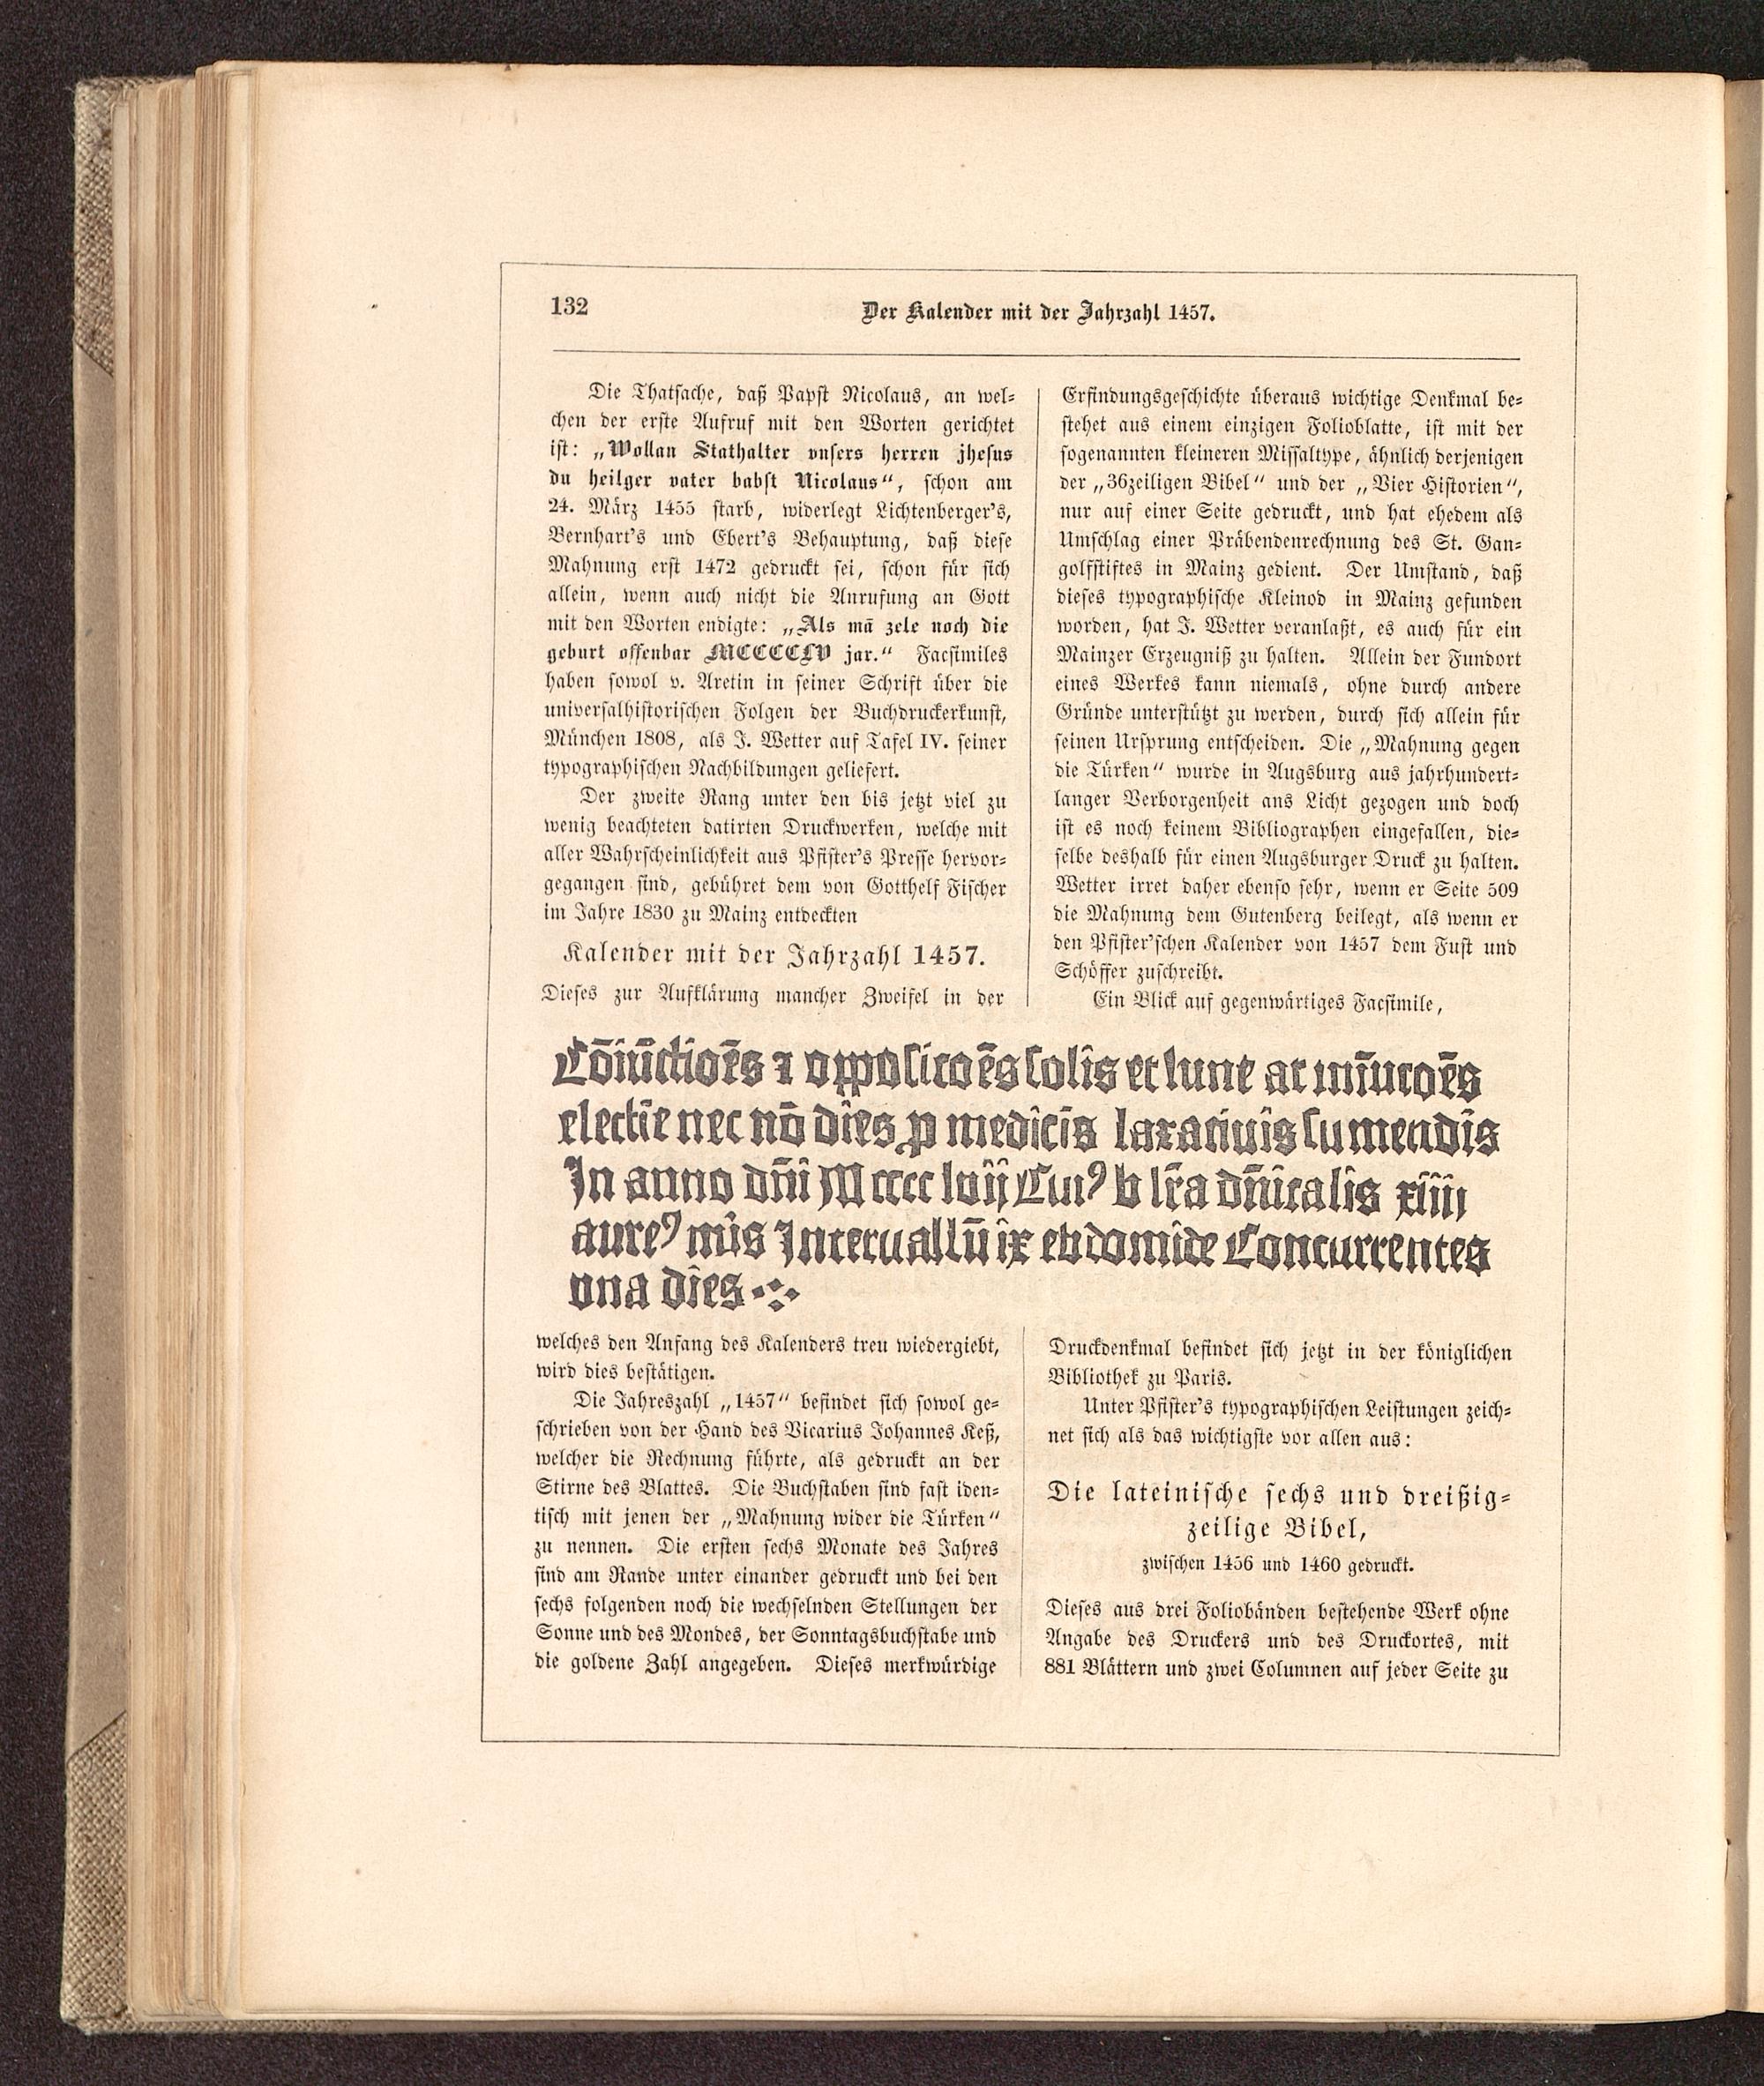 132
Der Kalender mit der Jahrzahl 1457.
Die Thatsache, daß Papst Nicolaus, an wel-
chen der erste Aufruf mit den Worten gerichtet
ist: „Wollan Stathalter vnsers herren jhesus
du heilger vater babst Nicolaus“, schon am
24. März 1455 starb, widerlegt Lichtenberger's,
Bernhart's und Ebert's Behauptung, daß diese
Mahnung erst 1472 gedruckt sei, schon für sich
allein, wenn auch nicht die Anrufung an Gott
mit den Worten endigte: „Als mā zele noch die
geburt offenbar MCCCCLV jar.“ Facsimiles
haben sowol v. Aretin in seiner Schrift über die
universalhistorischen Folgen der Buchdruckerkunst,
München 1808, als J. Wetter auf Tafel IV. seiner
typographischen Nachbildungen geliefert.
Der zweite Rang unter den bis jetzt viel zu
wenig beachteten datirten Druckwerken, welche mit
aller Wahrscheinlichkeit aus Pfister's Presse hervor-
gegangen sind, gebühret dem von Gotthelf Fischer
im Jahre 1830 zu Mainz entdeckten
Kalender mit der Jahrzahl 1457.
Dieses zur Aufklärung mancher Zweifel in der
Erfindungsgeschichte überaus wichtige Denkmal be-
stehet aus einem einzigen Folioblatte, ist mit der
sogenannten kleineren Missaltype, ähnlich derjenigen
der „36zeiligen Bibel“ und der „Vier Historien“,
nur auf einer Seite gedruckt, und hat ehedem als
Umschlag einer Präbendenrechnung des St. Gan-
golfstiftes in Mainz gedient. Der Umstand, daß
dieses typographische Kleinod in Mainz gefunden
worden, hat J. Wetter veranlaßt, es auch für ein
Mainzer Erzeugniß zu halten. Allein der Fundort
eines Werkes kann niemals, ohne durch andere
Gründe unterstützt zu werden, durch sich allein für
seinen Ursprung entscheiden. Die „Mahnung gegen
die Türken“ wurde in Augsburg aus jahrhundert-
langer Verborgenheit ans Licht gezogen und doch
ist es noch keinem Bibliographen eingefallen, die-
selbe deshalb für einen Augsburger Druck zu halten.
Wetter irret daher ebenso sehr, wenn er Seite 509
die Mahnung dem Gutenberg beilegt, als wenn er
den Pfister'schen Kalender von 1457 dem Fust und
Schöffer zuschreibt.
Ein Blick auf gegenwärtiges Facsimile,
Cōiūctioēs ⁊ opposicoēs solis et lune ac mīucoēs
electīe nec nō dies p medicis laxatiuis sumendis
In anno dn̄i M cccc lvij Cui⁹ b lr̄a dn̄icalis xiiij
aure⁹ nūs Interuallū ix ebdomide Concurrentes
vna dies
welches den Anfang des Kalenders treu wiedergiebt,
wird dies bestätigen.
Die Jahreszahl „1457“ befindet sich sowol ge-
schrieben von der Hand des Vicarius Johannes Keß,
welcher die Rechnung führte, als gedruckt an der
Stirne des Blattes. Die Buchstaben sind fast iden-
tisch mit jenen der „Mahnung wider die Türken“
zu nennen. Die ersten sechs Monate des Jahres
sind am Rande unter einander gedruckt und bei den
sechs folgenden noch die wechselnden Stellungen der
Sonne und des Mondes, der Sonntagsbuchstabe und
die goldene Zahl angegeben. Dieses merkwürdige
Druckdenkmal befindet sich jetzt in der königlichen
Bibliothek zu Paris.
Unter Pfister's typographischen Leistungen zeich-
net sich als das wichtigste vor allen aus:
Die lateinische sechs und dreißig-
zeilige Bibel,
zwischen 1456 und 1460 gedruckt.
Dieses aus drei Foliobänden bestehende Werk ohne
Angabe des Druckers und des Druckortes, mit
881 Blättern und zwei Columnen auf jeder Seite zu